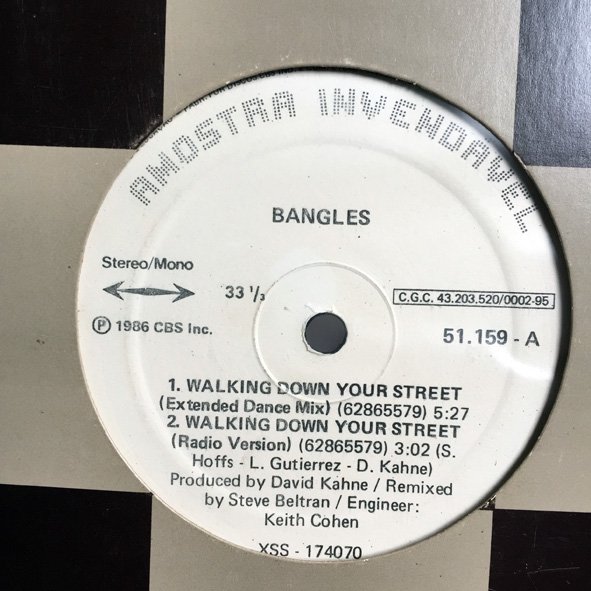 AMOSTRA INVENDAVEL
BANGLES
Stereo/Mono
33 1/3
C.G.C. 43.203.520/0002-95
Ⓟ 1986 CBS Inc.
51.159 - A
1. WALKING DOWN YOUR STREET
(Extended Dance Mix) (62865579) 5:27
2. WALKING DOWN YOUR STREET
(Radio Version) (62865579) 3:02 (S.
Hoffs - L. Gutierrez - D. Kahne)
Produced by David Kahne / Remixed
by Steve Beltran / Engineer:
Keith Cohen
XSS - 174070